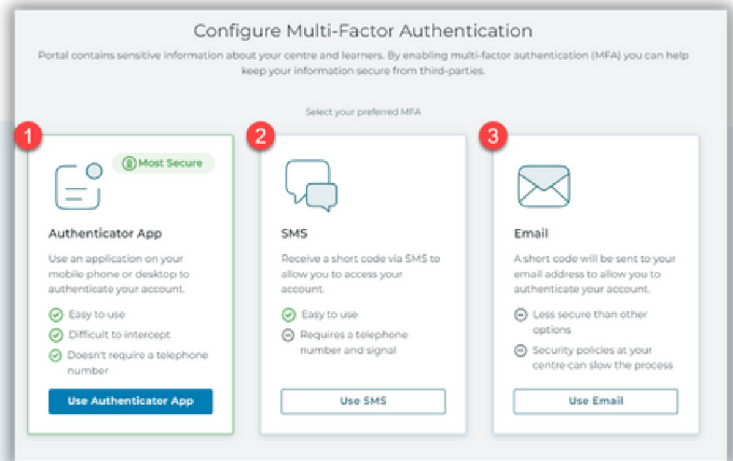 Configure Multi-Factor Authentication
Portal contains sensitive information about your centre and learners. By enabling multi-factor authentication (MFA) you can help
keep your information secure from third-parties.
Select your preferred MFA
1
Most Secure
Authenticator App
Use an application on your
mobile phone or desktop to
authenticate your account.
Easy to use
Difficult to intercept
Doesn't require a telephone
number
Use Authenticator App
2
SMS
Receive a short code via SMS to
allow you to access your
account.
Easy to use
Requires a telephone
number and signal
Use SMS
3
Email
A short code will be sent to your
email address to allow you to
authenticate your account.
Less secure than other
options
Security policies at your
centre can slow the process
Use Email